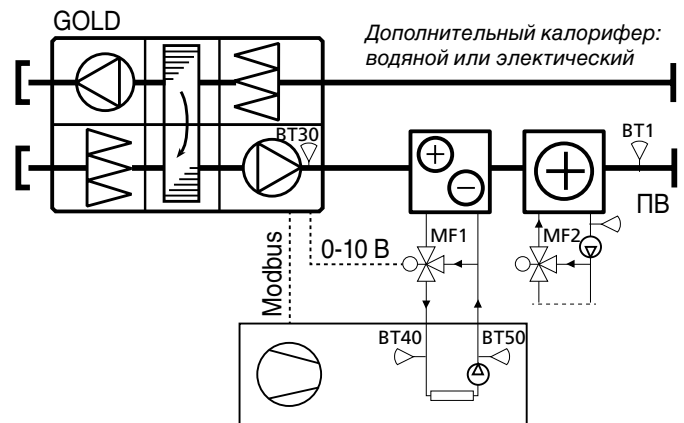 GOLD
Дополнительный калорифер:
водяной или электический
BT30
BT1
ПВ
MF1
MF2
0-10 В
Modbus
BT40
BT50